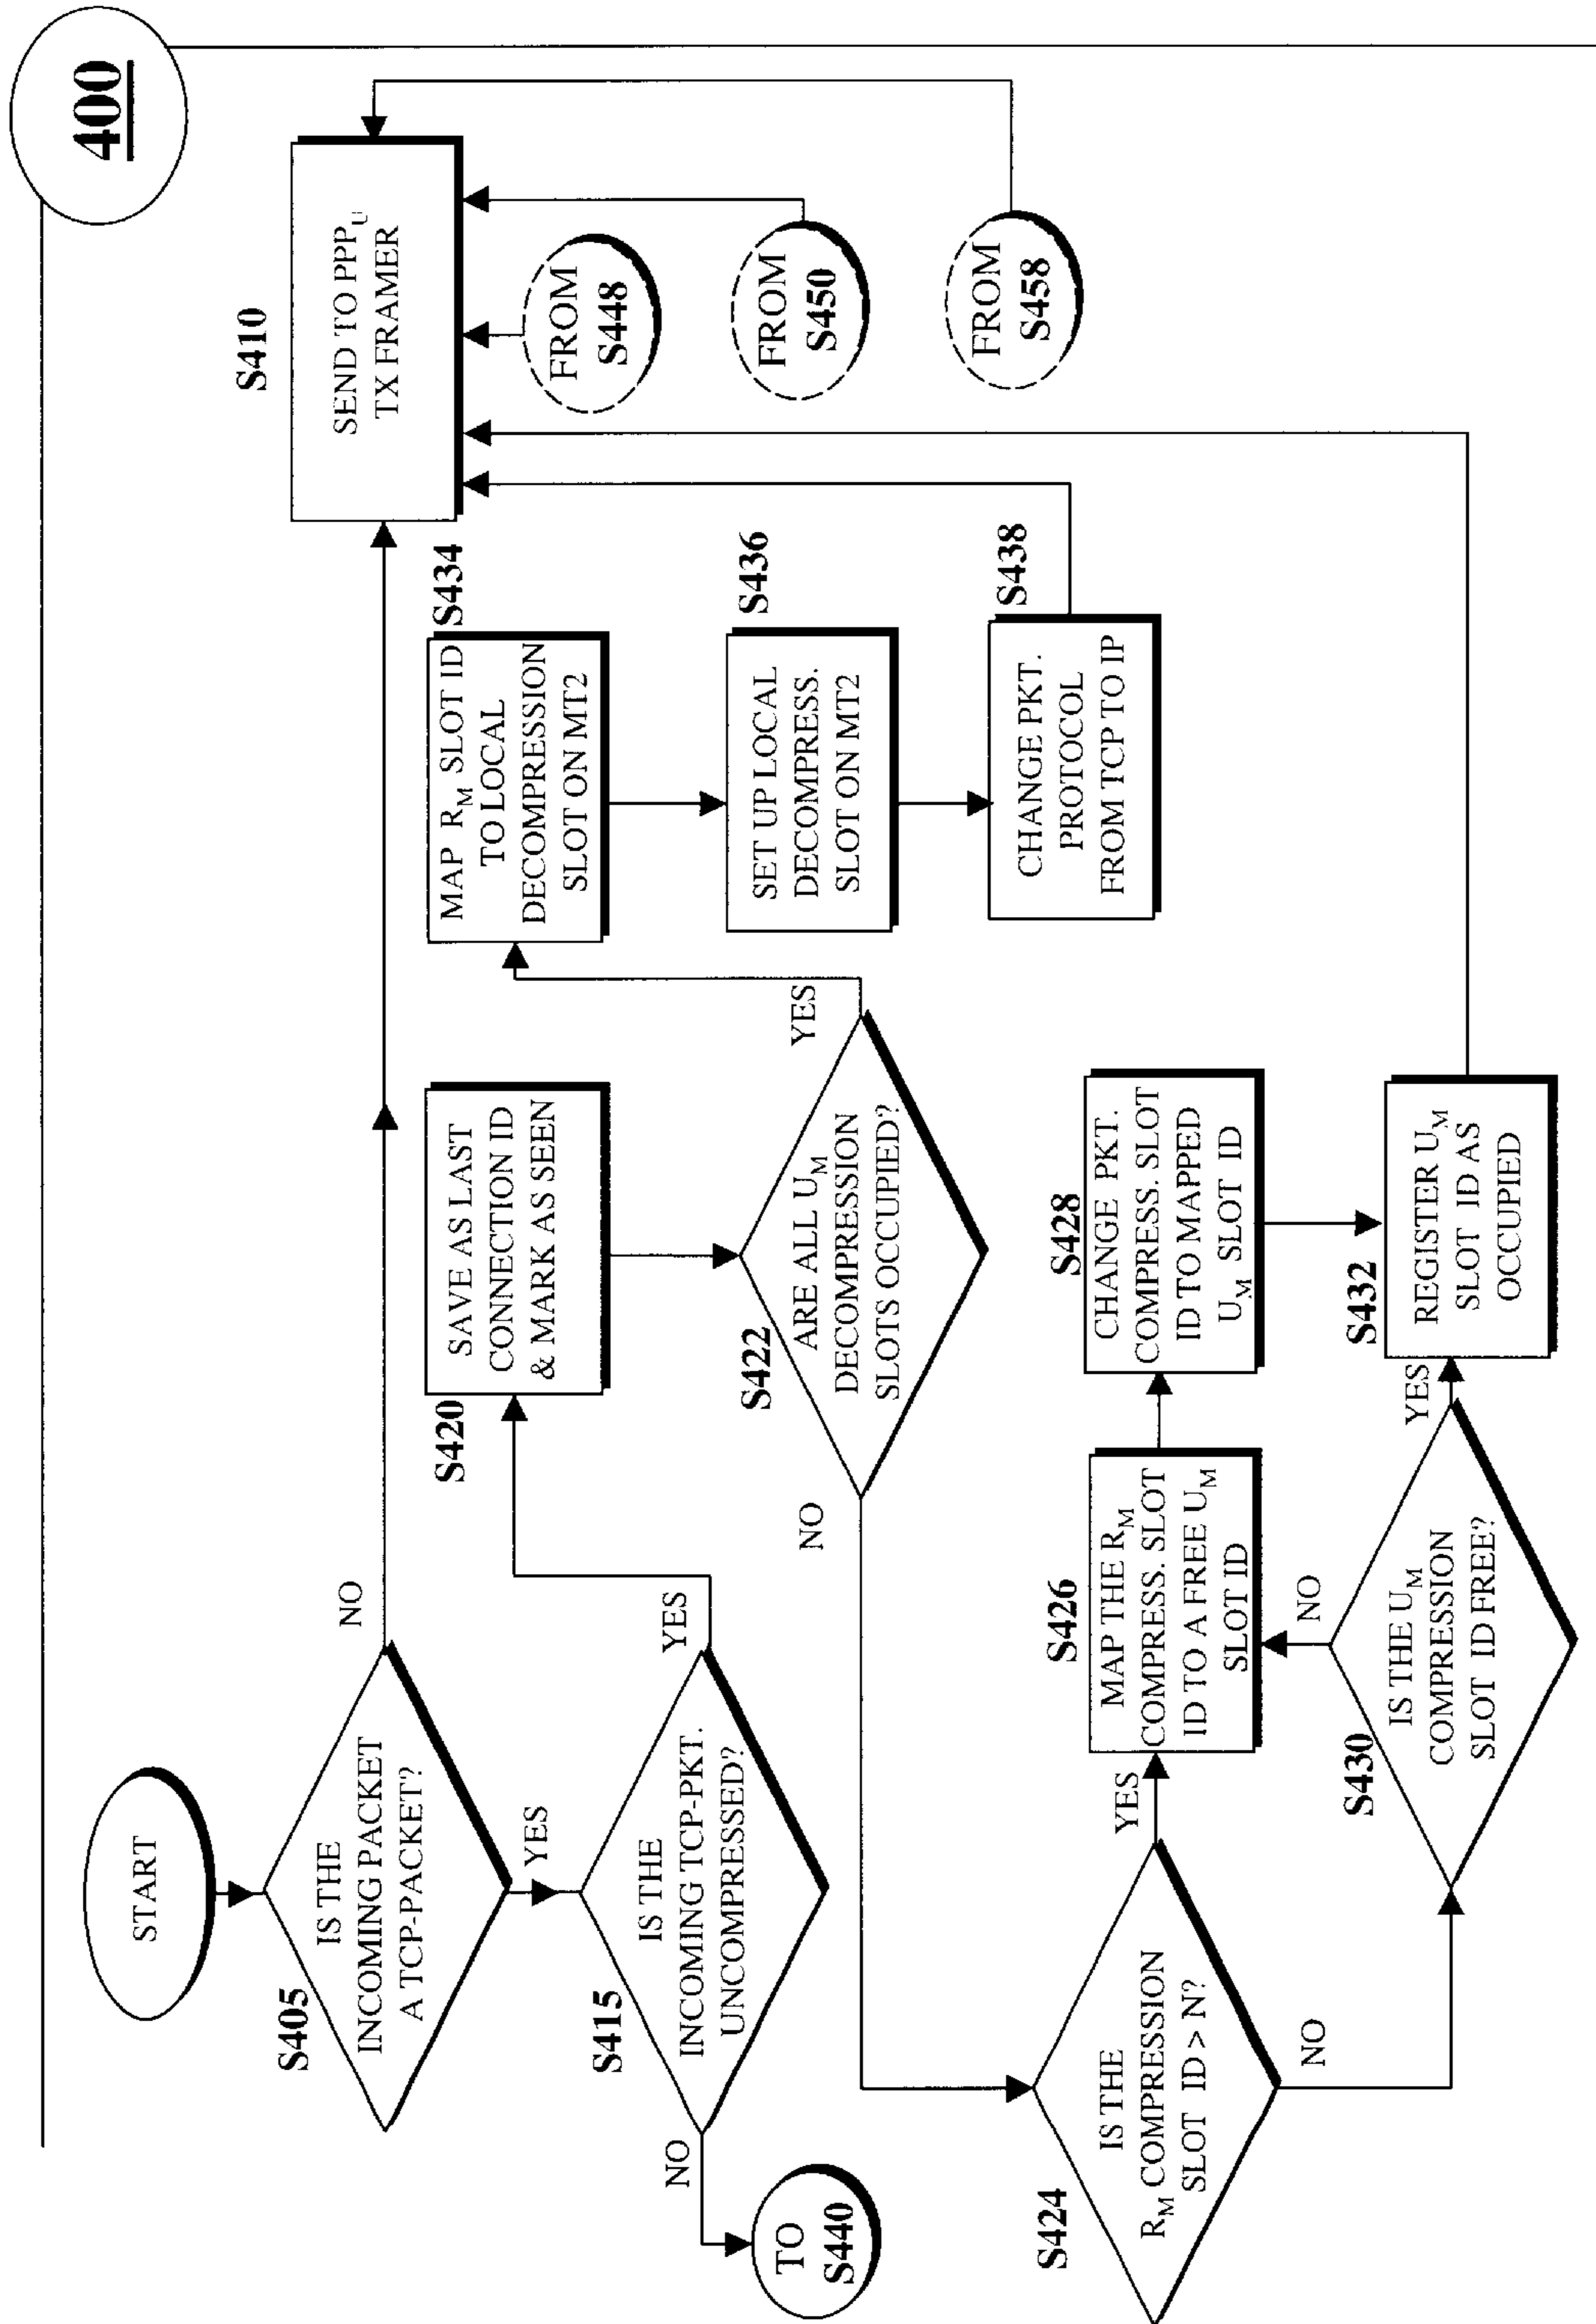 400
START
S405
IS THE
INCOMING PACKET
A TCP-PACKET?
NO
YES
S410
SEND TO PPP_U
TX FRAMER
S415
IS THE
INCOMING TCP-PKT.
UNCOMPRESSED?
YES
NO
TO
S440
S420
SAVE AS LAST
CONNECTION ID
& MARK AS SEEN
S422
ARE ALL U_M
DECOMPRESSION
SLOTS OCCUPIED?
YES
NO
S434
MAP R_M SLOT ID
TO LOCAL
DECOMPRESSION
SLOT ON MT2
S436
SET UP LOCAL
DECOMPRESS.
SLOT ON MT2
S438
CHANGE PKT.
PROTOCOL
FROM TCP TO IP
FROM
S448
FROM
S450
FROM
S458
S424
IS THE
R_M COMPRESSION
SLOT ID > N?
YES
NO
S426
MAP THE R_M
COMPRESS. SLOT
ID TO A FREE U_M
SLOT ID
S428
CHANGE PKT.
COMPRESS. SLOT
ID TO MAPPED
U_M SLOT ID
S430
IS THE U_M
COMPRESSION
SLOT ID FREE?
NO
YES
S432
REGISTER U_M
SLOT ID AS
OCCUPIED